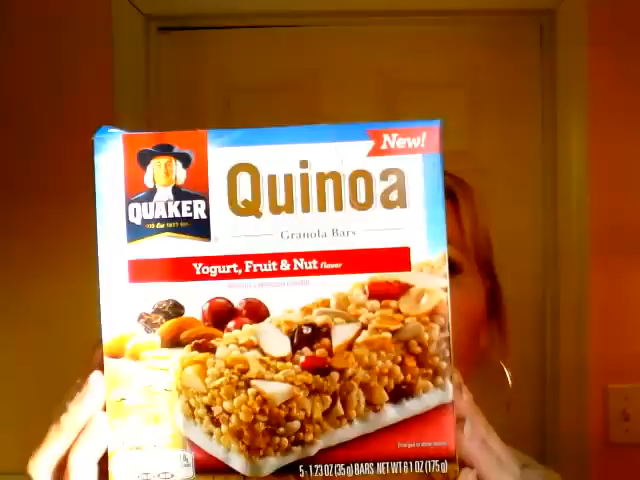 New!
Quinoa
QUAKER
Granola Bars
Yogurt, Fruit & Nut flavor
5 - 1.23 OZ (35 g) BARS NET WT 6.1 OZ (175 g)